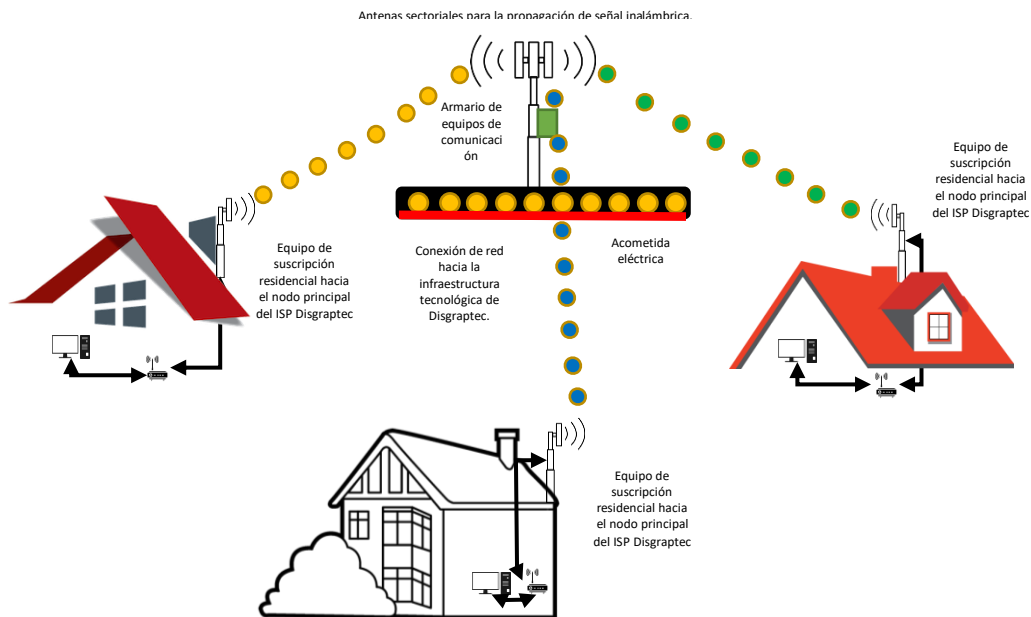 Antenas sectoriales para la propagación de señal inalámbrica.
Armario de
equipos de
comunicaci
ón
Equipo de
suscripción
residencial hacia
el nodo principal
del ISP Disgraptec
Equipo de
suscripción
residencial hacia
el nodo principal
del ISP Disgraptec
Conexión de red
hacia la
infraestructura
tecnológica de
Disgraptec.
Acometida
eléctrica
Equipo de
suscripción
residencial hacia
el nodo principal
del ISP Disgraptec